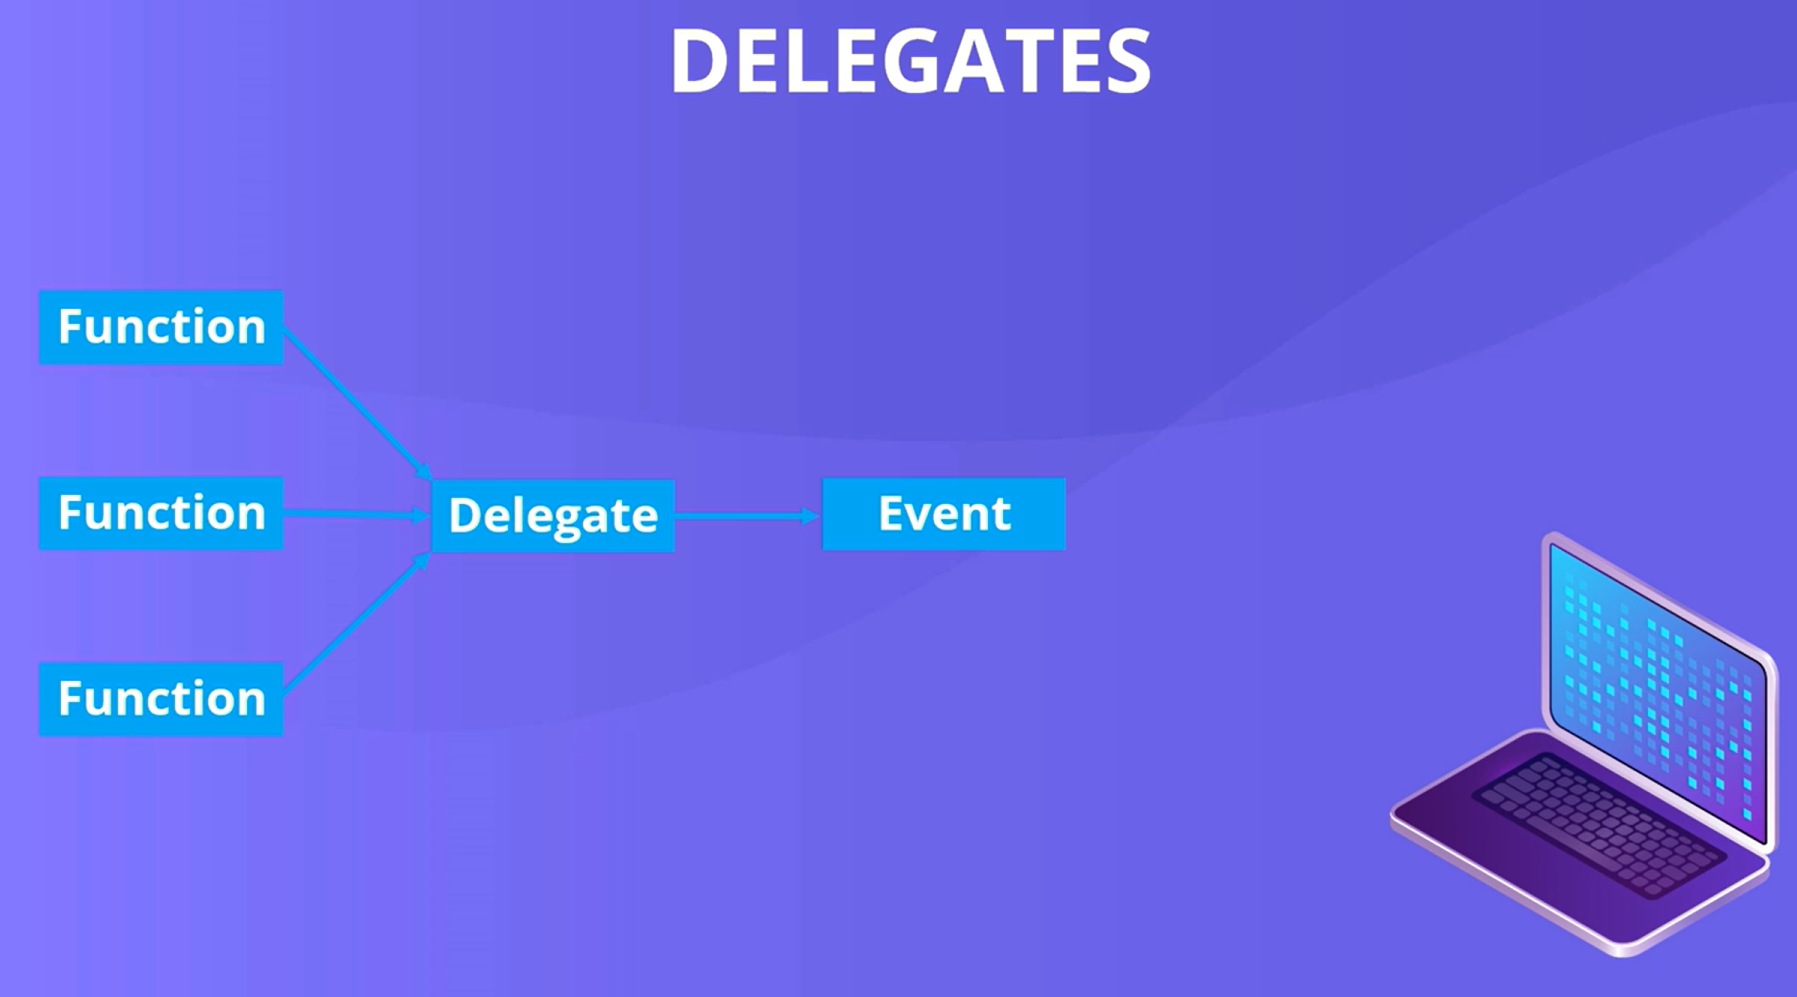 DELEGATES
Function
Function
Delegate
Event
Function